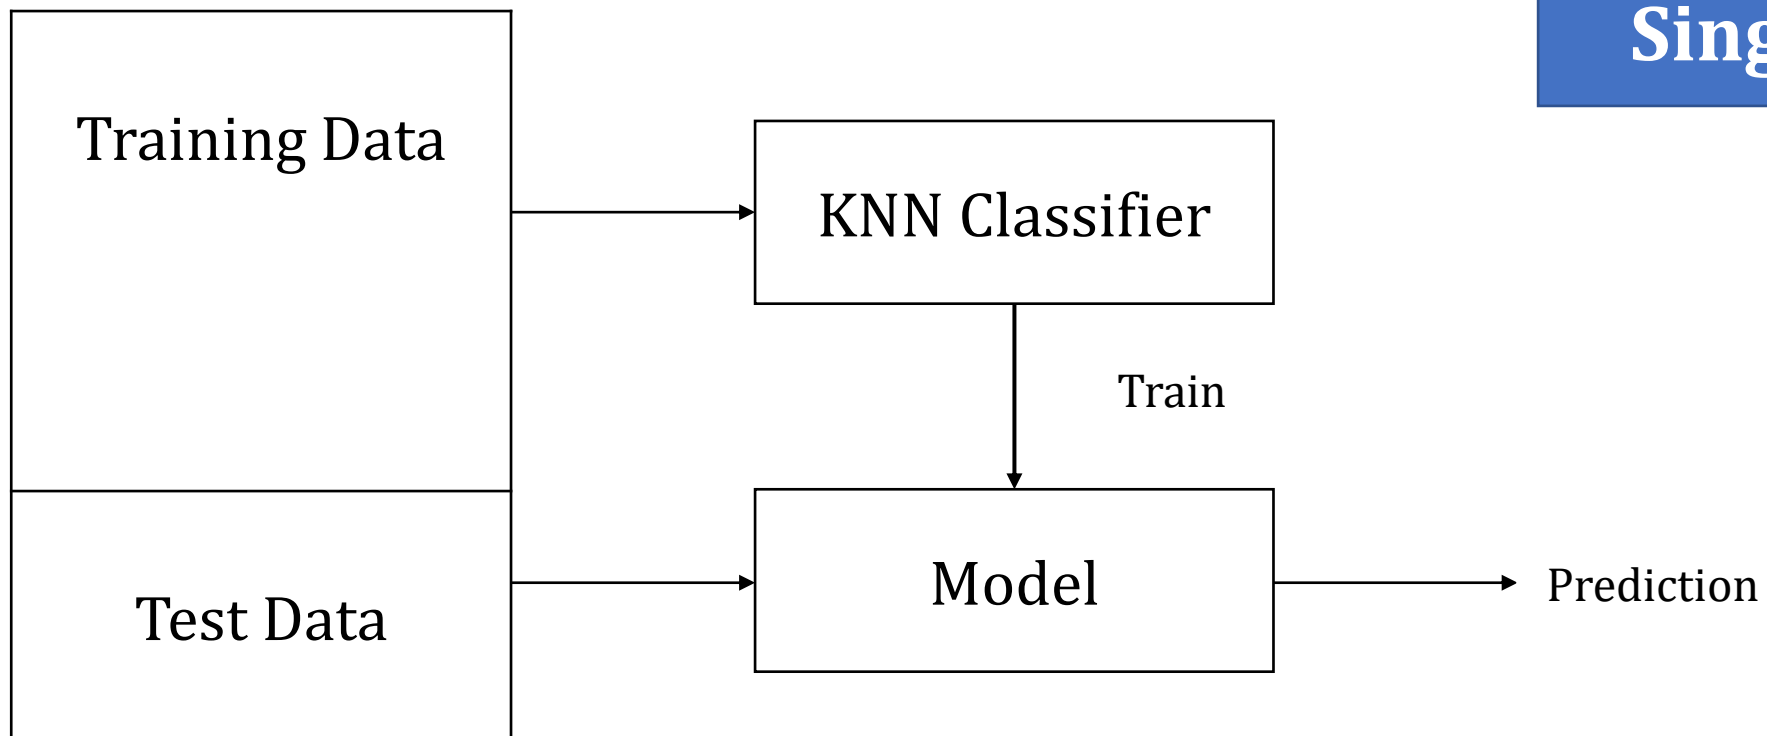 Training Data
KNN Classifier
Train
Model
Prediction
Test Data